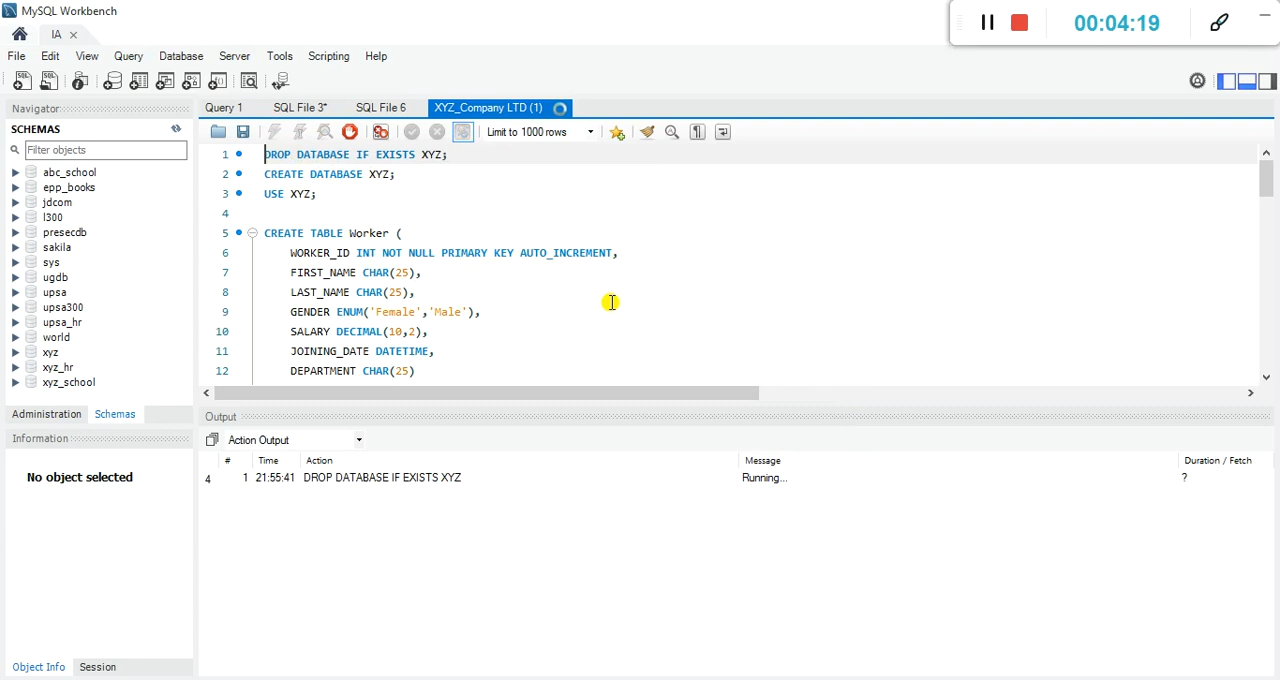 MySQL Workbench
00:04:19
IA
File Edit View Query Database Server Tools Scripting Help
Navigator
SCHEMAS
Filter objects
abc_school
epp_books
jdcom
l300
presecdb
sakila
sys
ugdb
upsa
upsa300
upsa_hr
world
xyz
xyz_hr
xyz_school
Administration Schemas
Information
No object selected
Object Info Session
Query 1 SQL File 3* SQL File 6 XYZ_Company LTD (1)
Limit to 1000 rows
1 DROP DATABASE IF EXISTS XYZ;
2 CREATE DATABASE XYZ;
3 USE XYZ;
4
5 CREATE TABLE Worker (
6 WORKER_ID INT NOT NULL PRIMARY KEY AUTO_INCREMENT,
7 FIRST_NAME CHAR(25),
8 LAST_NAME CHAR(25),
9 GENDER ENUM('Female','Male'),
10 SALARY DECIMAL(10,2),
11 JOINING_DATE DATETIME,
12 DEPARTMENT CHAR(25)
Output
Action Output
# Time Action Message Duration / Fetch
4 1 21:55:41 DROP DATABASE IF EXISTS XYZ Running... ?